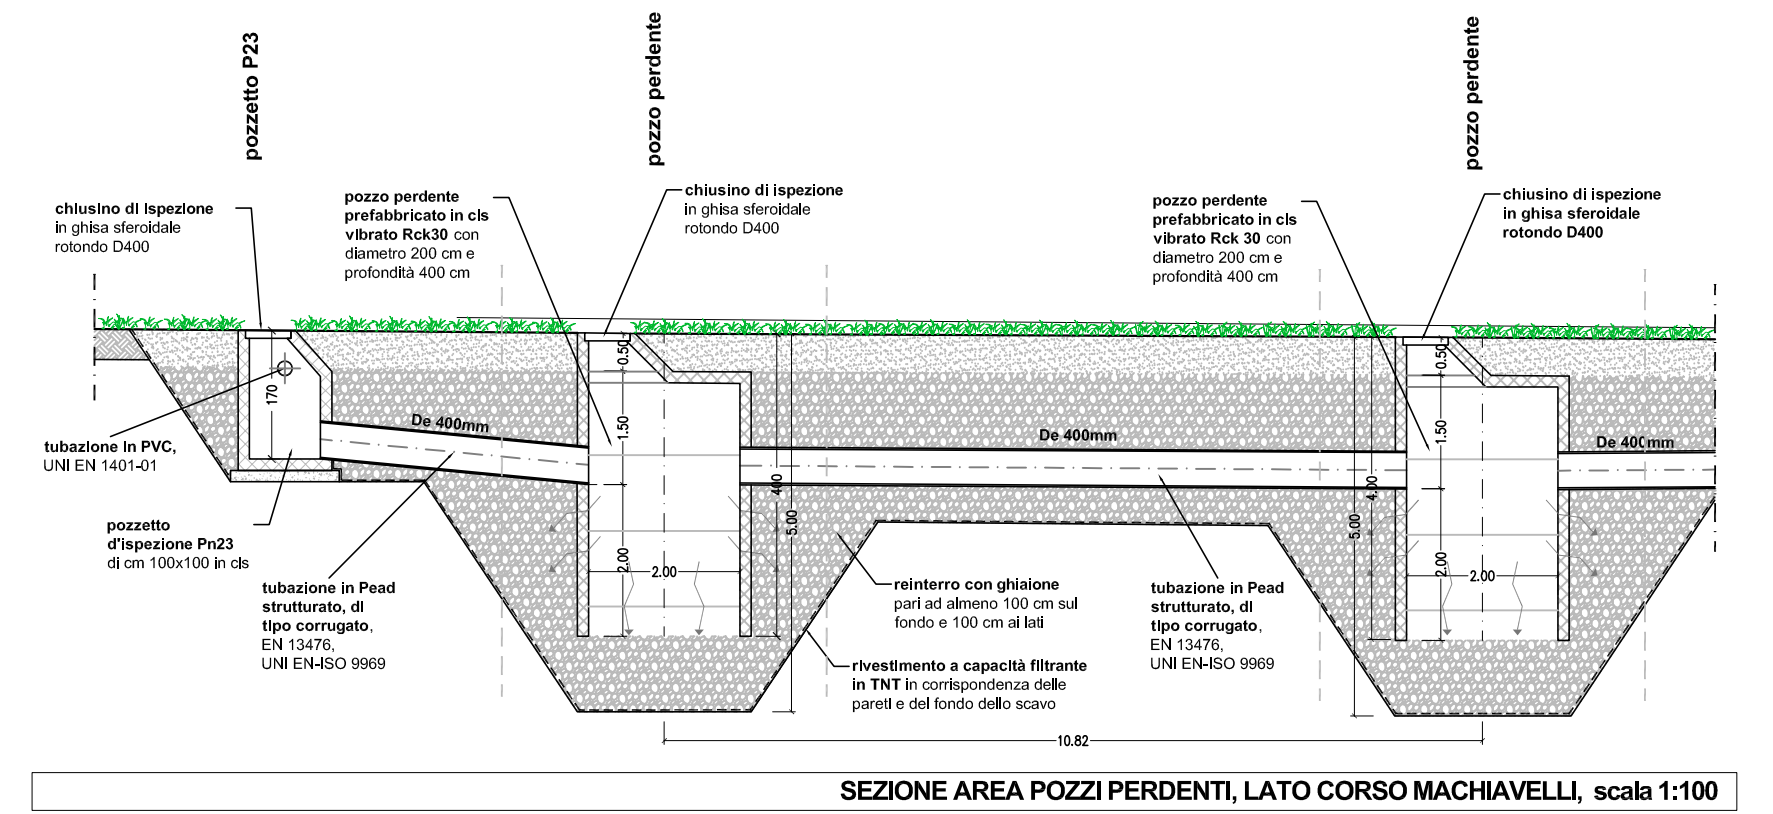 pozzetto P23
pozzo perdente
pozzo perdente
chiusino di ispezione
in ghisa sferoidale
rotondo D400
pozzo perdente
prefabbricato in cls
vibrato Rck30 con
diametro 200 cm e
profondità 400 cm
chiusino di ispezione
in ghisa sferoidale
rotondo D400
pozzo perdente
prefabbricato in cls
vibrato Rck 30 con
diametro 200 cm e
profondità 400 cm
chiusino di ispezione
in ghisa sferoidale
rotondo D400
170
0.50
1.50
2.00
2.00
400
5.00
0.50
1.50
2.00
2.00
4.00
5.00
De 400mm
De 400mm
De 400mm
tubazione in PVC,
UNI EN 1401-01
pozzetto
d'ispezione Pn23
di cm 100x100 in cls
tubazione in Pead
strutturato, di
tipo corrugato,
EN 13476,
UNI EN-ISO 9969
reinterro con ghiaione
pari ad almeno 100 cm sul
fondo e 100 cm ai lati
rivestimento a capacità filtrante
in TNT in corrispondenza delle
pareti e del fondo dello scavo
tubazione in Pead
strutturato, di
tipo corrugato,
EN 13476,
UNI EN-ISO 9969
10.82
SEZIONE AREA POZZI PERDENTI, LATO CORSO MACHIAVELLI, scala 1:100